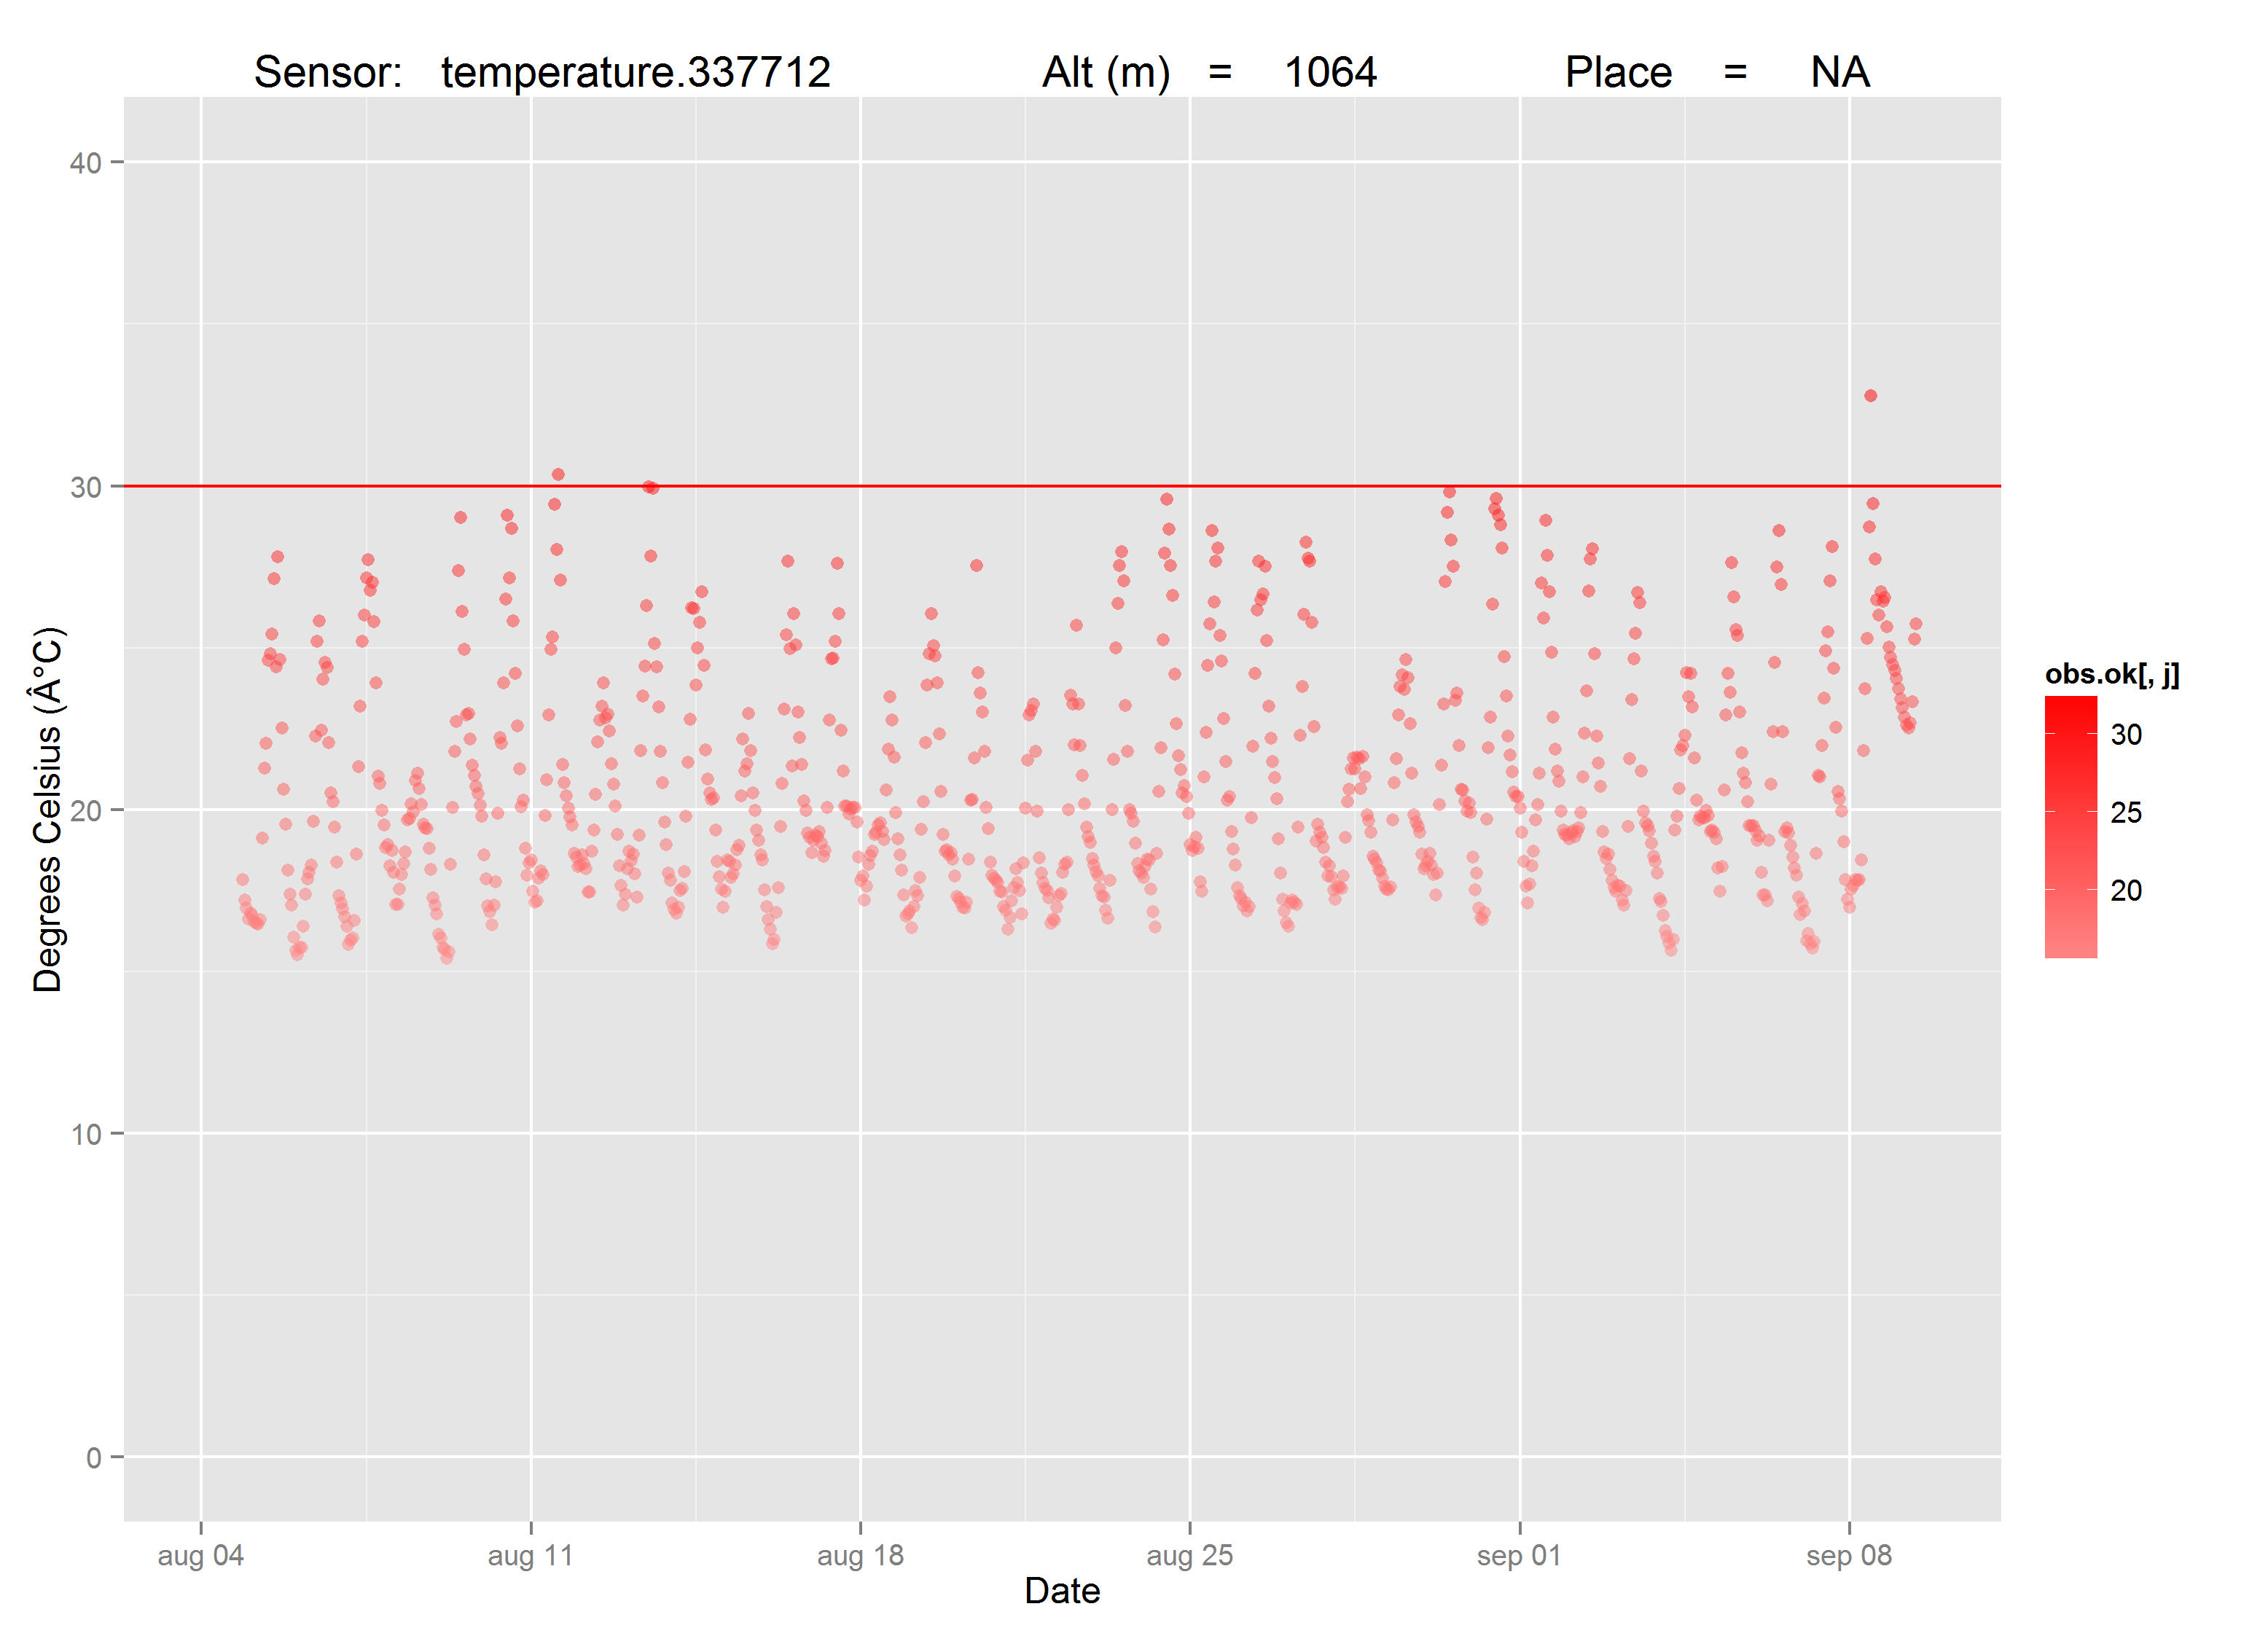 Sensor: temperature.337712 Alt (m) = 1064 Place = NA
40
30
20
10
0
Degrees Celsius (Â°C)
aug 04 aug 11 aug 18 aug 25 sep 01 sep 08
Date
obs.ok[, j]
30
25
20